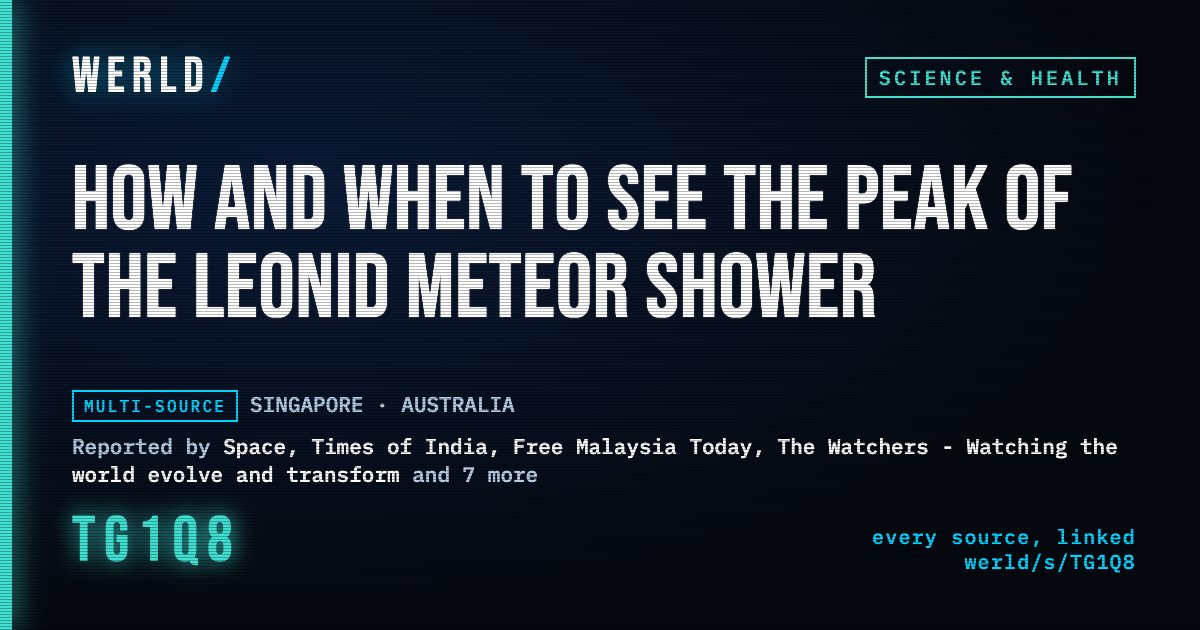 WERLD/
SCIENCE & HEALTH
HOW AND WHEN TO SEE THE PEAK OF
THE LEONID METEOR SHOWER
MULTI-SOURCE SINGAPORE · AUSTRALIA
Reported by Space, Times of India, Free Malaysia Today, The Watchers - Watching the
world evolve and transform and 7 more
TG1Q8
every source, linked
werld/s/TG1Q8